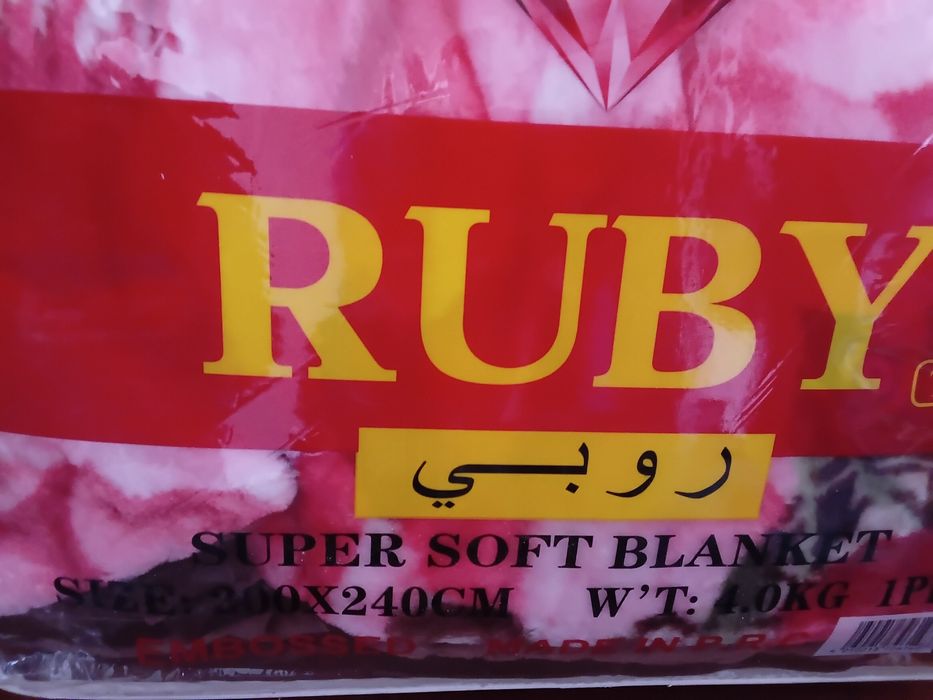 RUBY
روبي
SUPER SOFT BLANKET
SIZE: 200X240CM W'T: 4.0KG
EMBOSSED MADE IN P.R.C